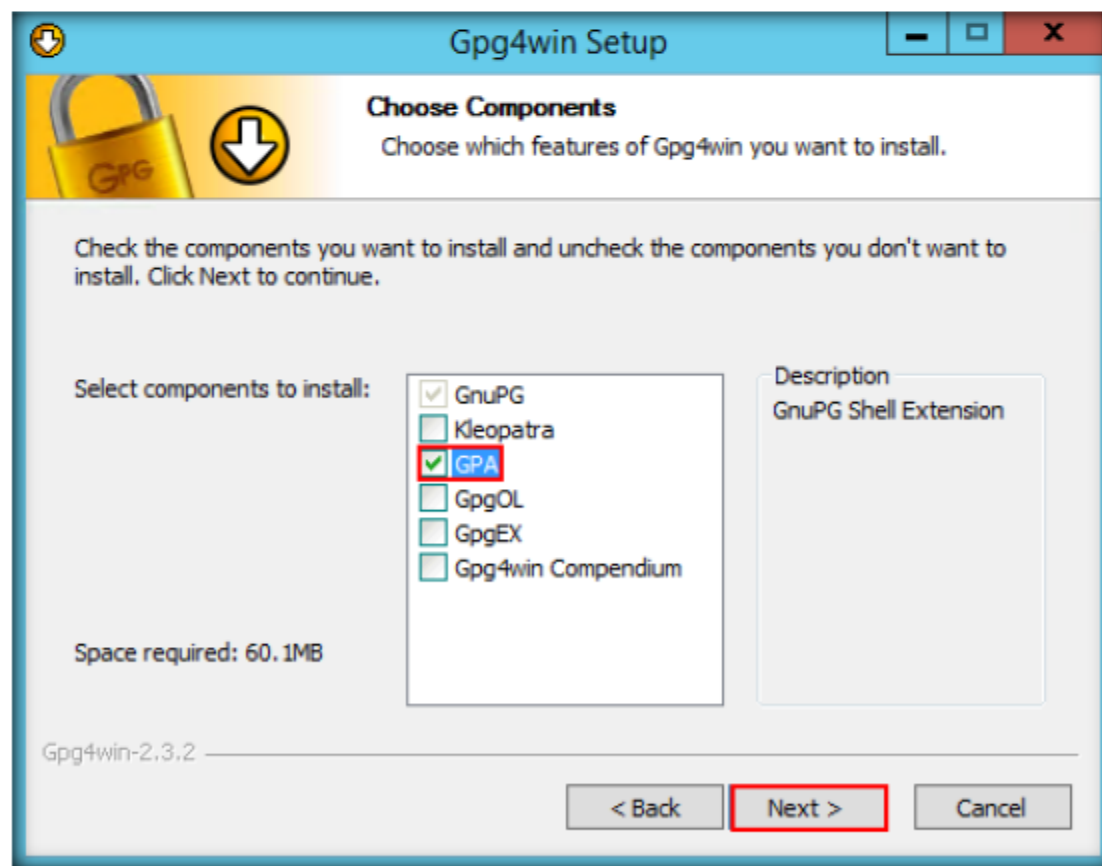 Gpg4win Setup
Choose Components
Choose which features of Gpg4win you want to install.
GPG
Check the components you want to install and uncheck the components you don't want to
install. Click Next to continue.
Select components to install:
GnuPG
Kleopatra
GPA
GpgOL
GpgEX
Gpg4win Compendium
Description
GnuPG Shell Extension
Space required: 60.1MB
Gpg4win-2.3.2
< Back
Next >
Cancel